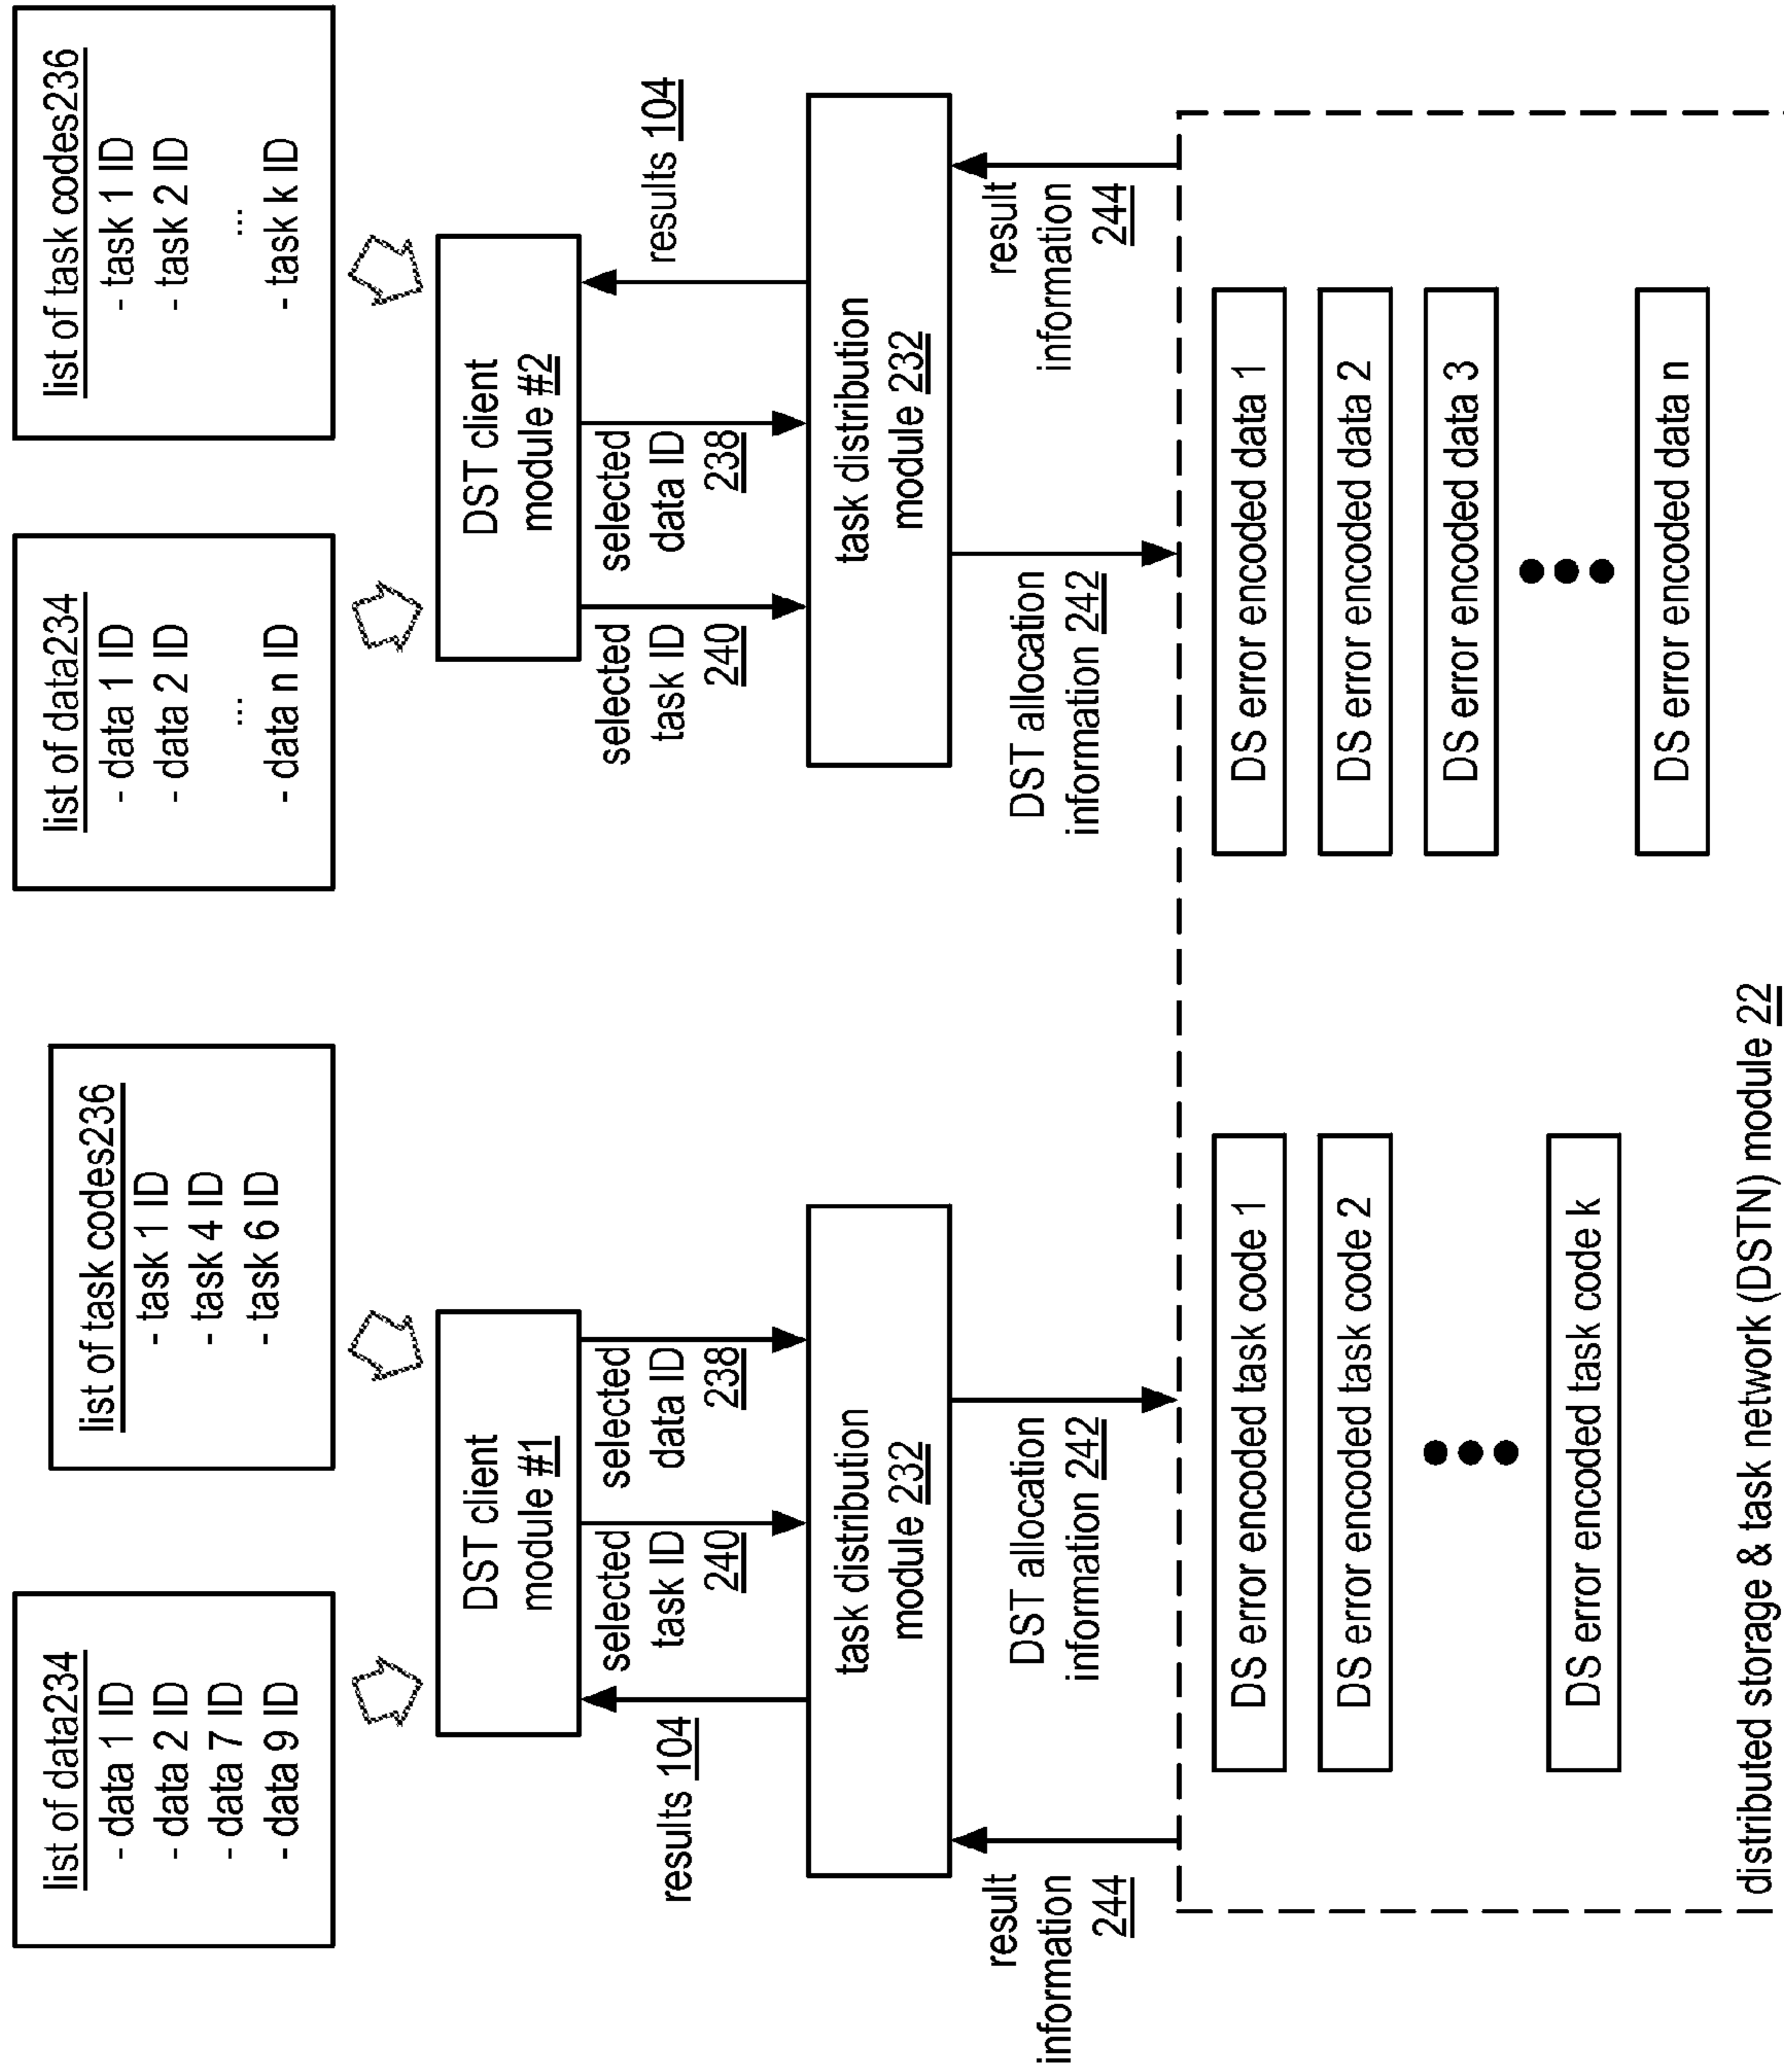 list of data234
- data 1 ID
- data 2 ID
- data 7 ID
- data 9 ID
list of task codes236
- task 1 ID
- task 4 ID
- task 6 ID
list of data234
- data 1 ID
- data 2 ID
...
- data n ID
list of task codes236
- task 1 ID
- task 2 ID
...
- task k ID
DST client
module #1
DST client
module #2
results 104
selected
task ID
240
selected
data ID
238
selected
task ID
240
selected
data ID
238
results 104
task distribution
module 232
task distribution
module 232
result
information
244
DST allocation
information 242
DST allocation
information 242
result
information
244
DS error encoded task code 1
DS error encoded task code 2
DS error encoded task code k
DS error encoded data 1
DS error encoded data 2
DS error encoded data 3
DS error encoded data n
distributed storage & task network (DSTN) module 22